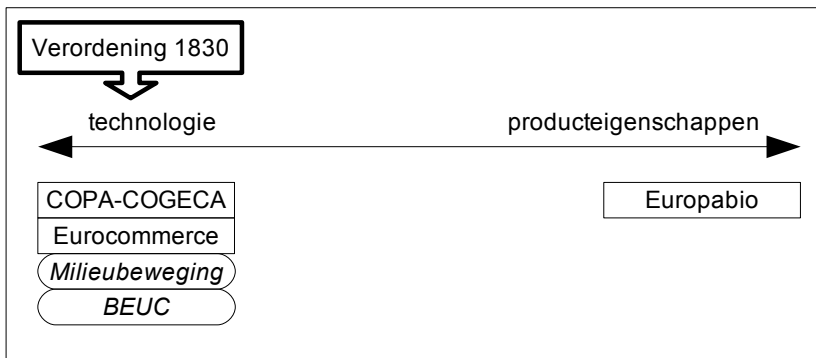 Verordening 1830
technologie
producteigenschappen
COPA-COGECA
Europabio
Eurocommerce
Milieubeweging
BEUC